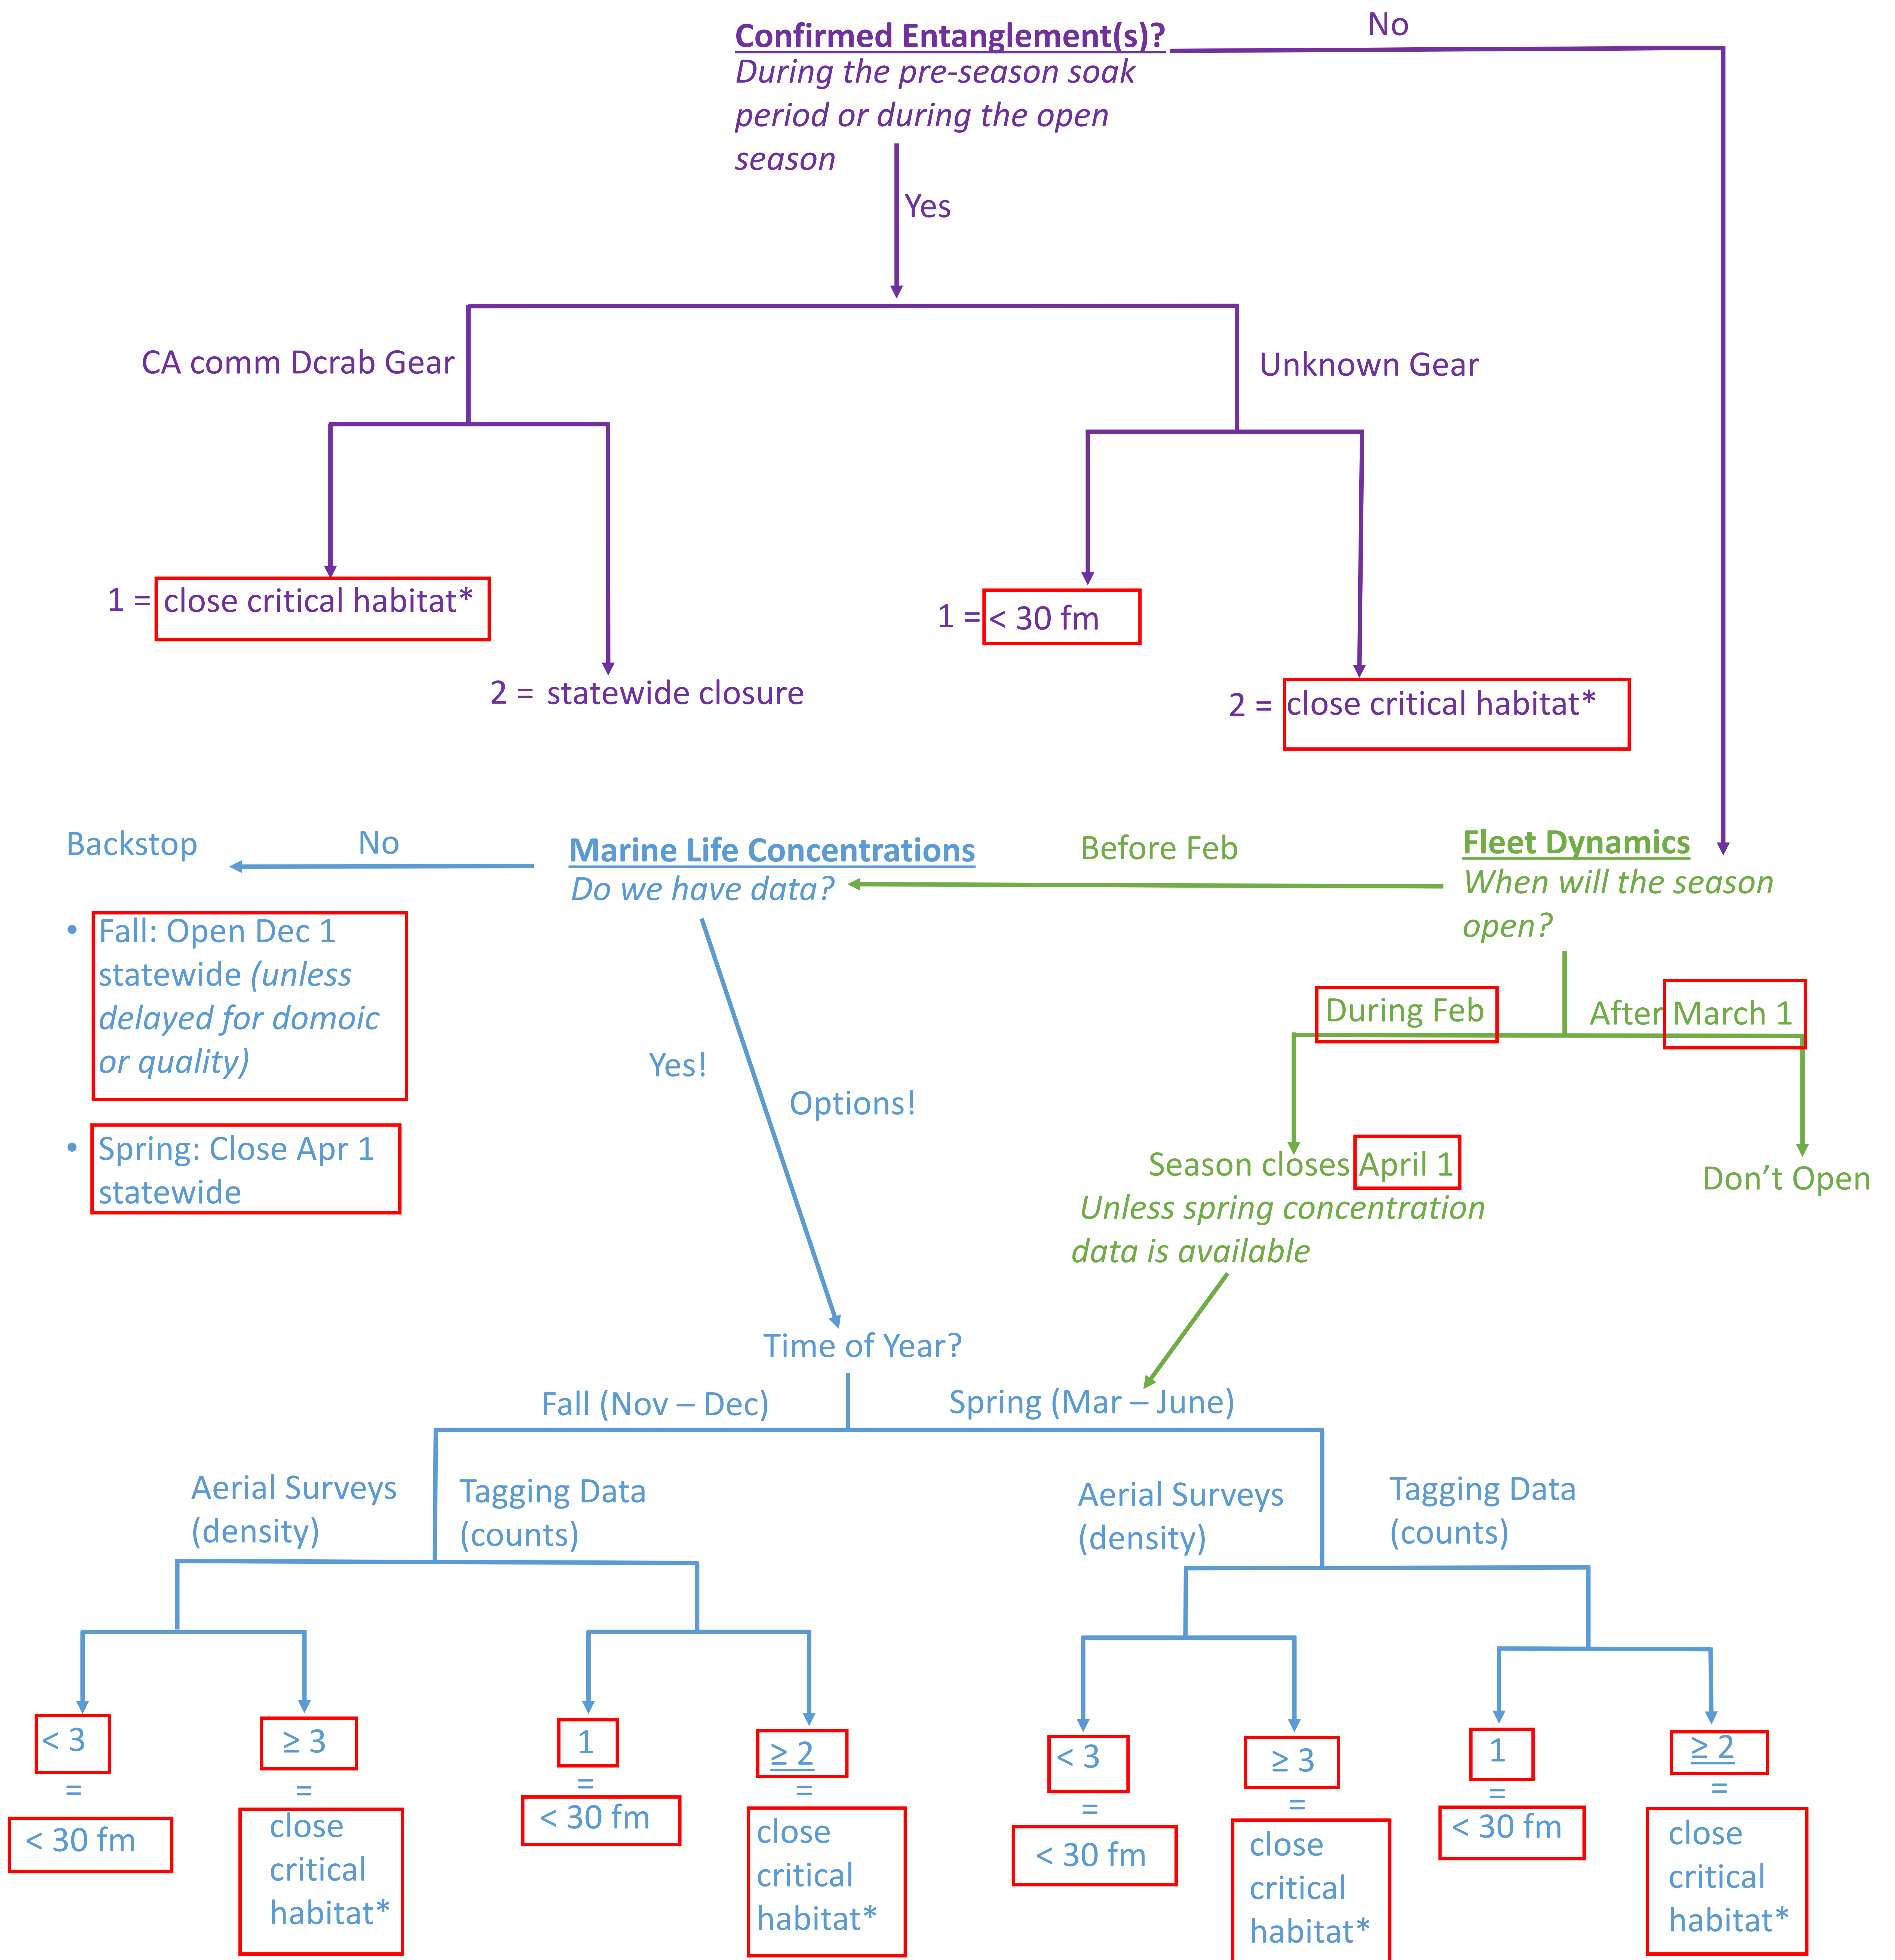 Confirmed Entanglement(s)?
No
During the pre-season soak
period or during the open
season
Yes
CA comm Dcrab Gear
Unknown Gear
1 = close critical habitat*
1 = < 30 fm
2 = statewide closure
2 = close critical habitat*
Backstop
No
Marine Life Concentrations
Do we have data?
Before Feb
Fleet Dynamics
When will the season
open?
• Fall: Open Dec 1
statewide (unless
delayed for domoic
or quality)
• Spring: Close Apr 1
statewide
During Feb
After March 1
Yes!
Options!
Season closes April 1
Unless spring concentration
data is available
Don’t Open
Time of Year?
Fall (Nov – Dec)
Spring (Mar – June)
Aerial Surveys
(density)
Tagging Data
(counts)
Aerial Surveys
(density)
Tagging Data
(counts)
< 3
=
< 30 fm
≥ 3
=
close
critical
habitat*
1
=
< 30 fm
≥ 2
=
close
critical
habitat*
< 3
=
< 30 fm
≥ 3
=
close
critical
habitat*
1
=
< 30 fm
≥ 2
=
close
critical
habitat*